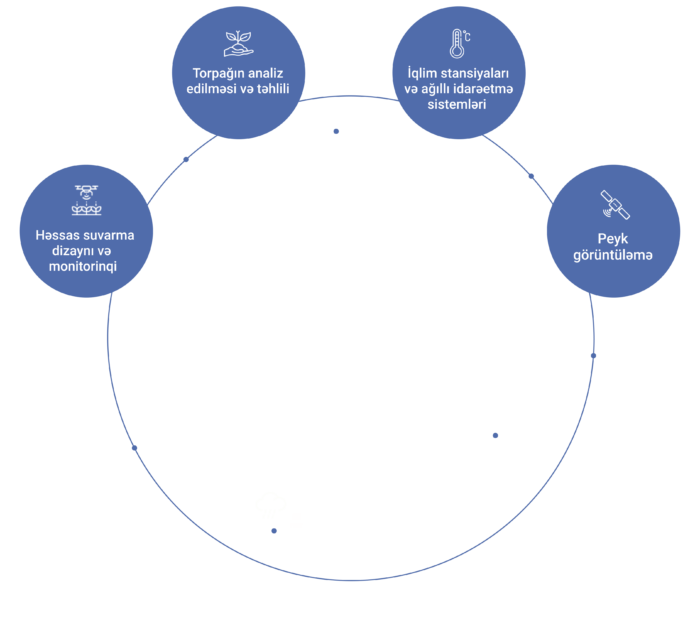 Torpağın analiz
edilməsi və təhlili
°C
İqlim stansiyaları
və ağıllı idarəetmə
sistemləri
Həssas suvarma
dizaynı və
monitorinqi
Peyk
görüntüləmə